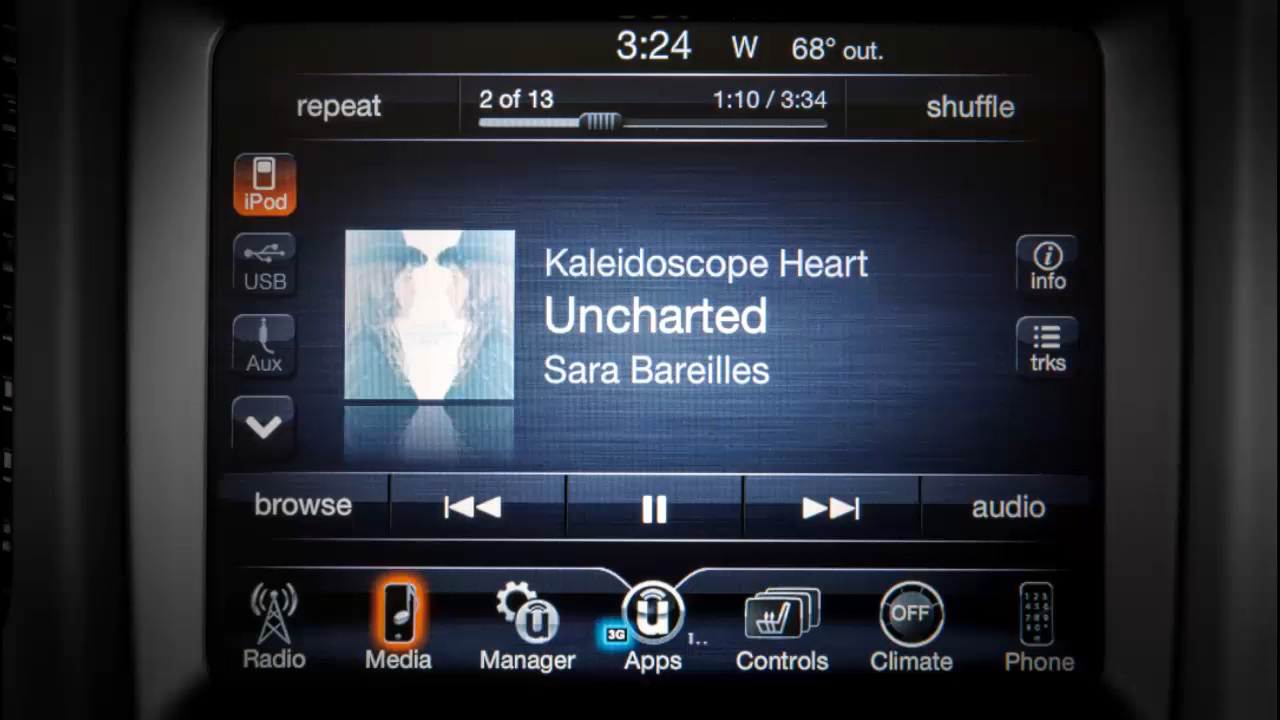 3:24 W 68° out.
repeat
2 of 13 1:10 / 3:34
shuffle
iPod
USB
Aux
Kaleidoscope Heart
Uncharted
Sara Bareilles
info
trks
browse
audio
3G
OFF
Radio
Media
Manager
Apps
Controls
Climate
Phone